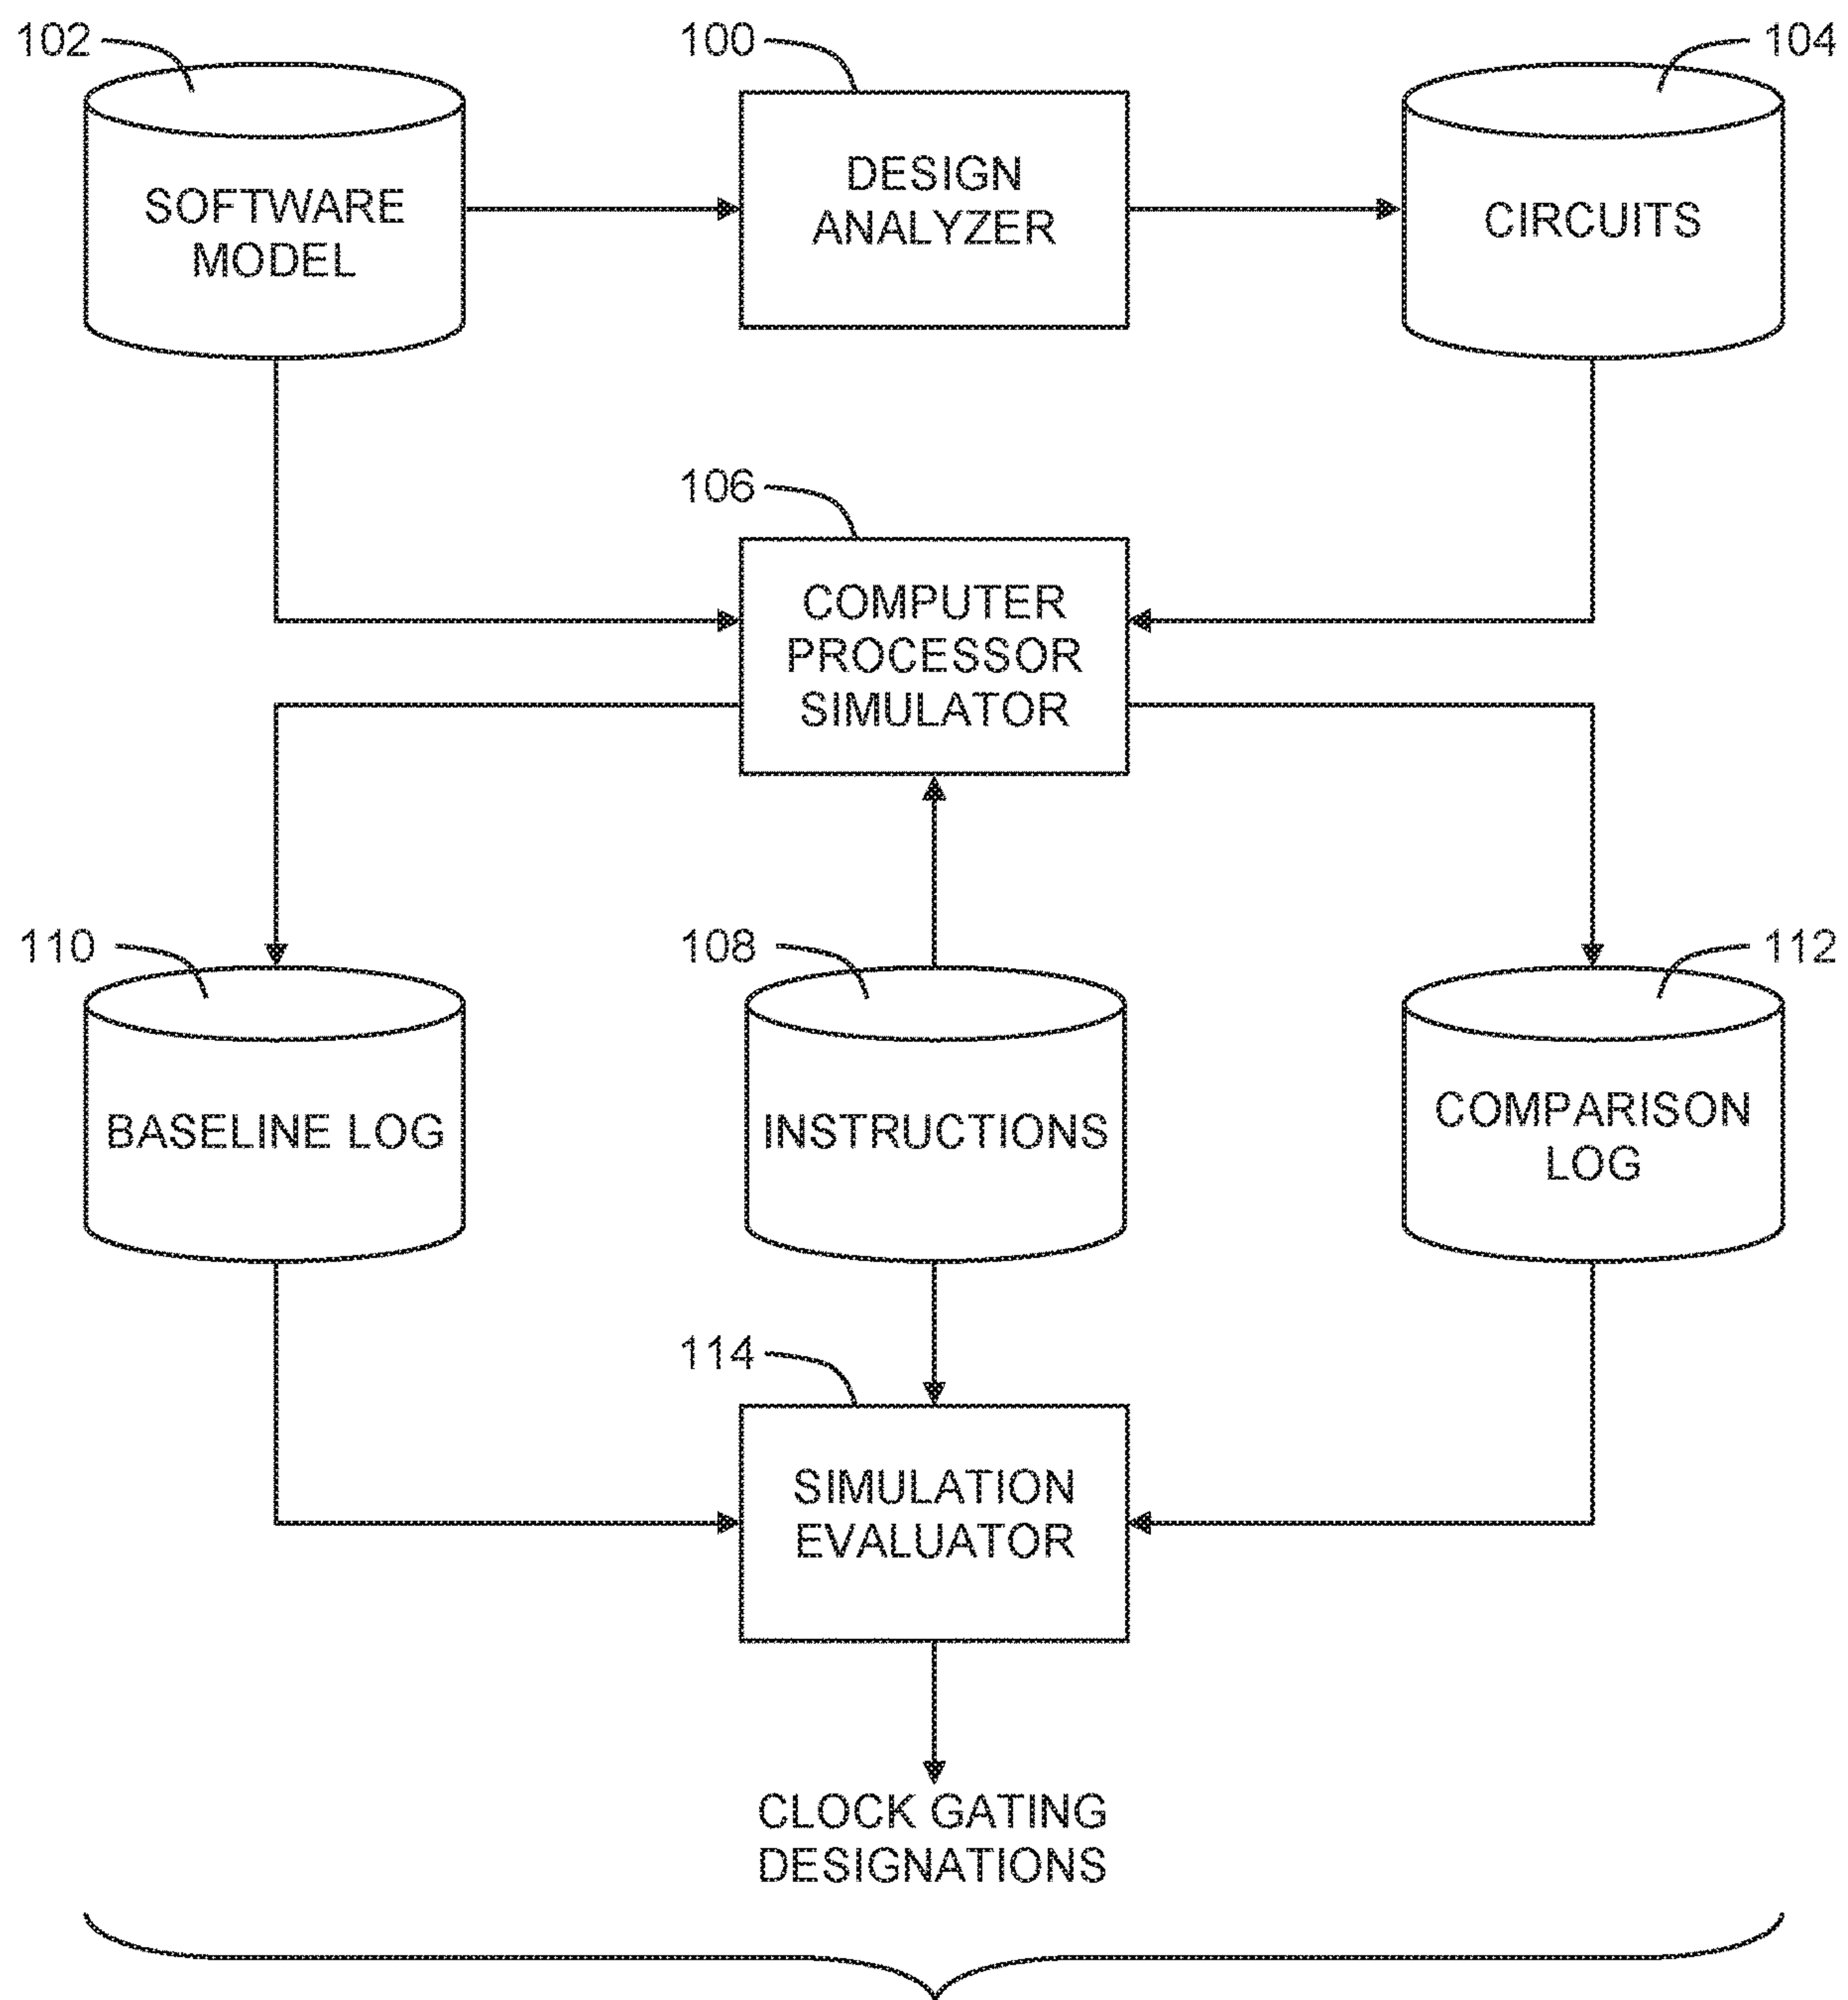 102
100
104
SOFTWARE
MODEL
DESIGN
ANALYZER
CIRCUITS
106
COMPUTER
PROCESSOR
SIMULATOR
110
108
112
BASELINE LOG
INSTRUCTIONS
COMPARISON
LOG
114
SIMULATION
EVALUATOR
CLOCK GATING
DESIGNATIONS